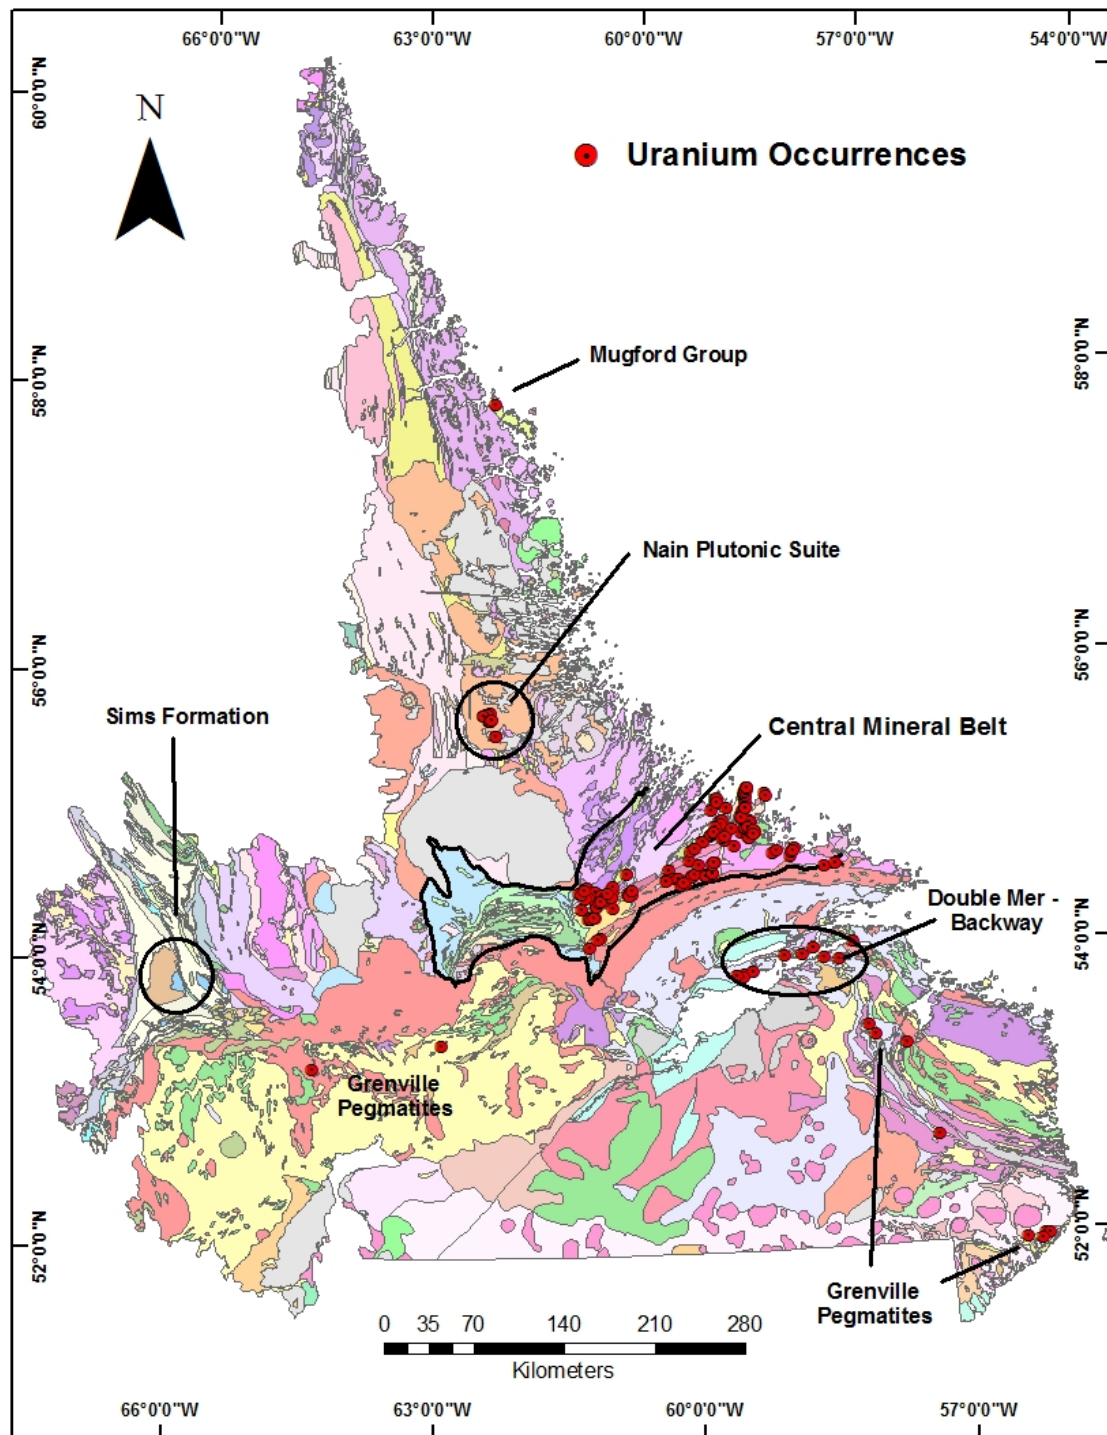 66°0'0"W 63°0'0"W 60°0'0"W 57°0'0"W 54°0'0"W
60°0'0"N
N
Uranium Occurrences
Mugford Group
58°0'0"N
58°0'0"N
Nain Plutonic Suite
56°0'0"N
56°0'0"N
Sims Formation
Central Mineral Belt
Double Mer -
Backway
54°0'0"N
54°0'0"N
Grenville
Pegmatites
52°0'0"N
52°0'0"N
Grenville
Pegmatites
0 35 70 140 210 280
Kilometers
66°0'0"W 63°0'0"W 60°0'0"W 57°0'0"W